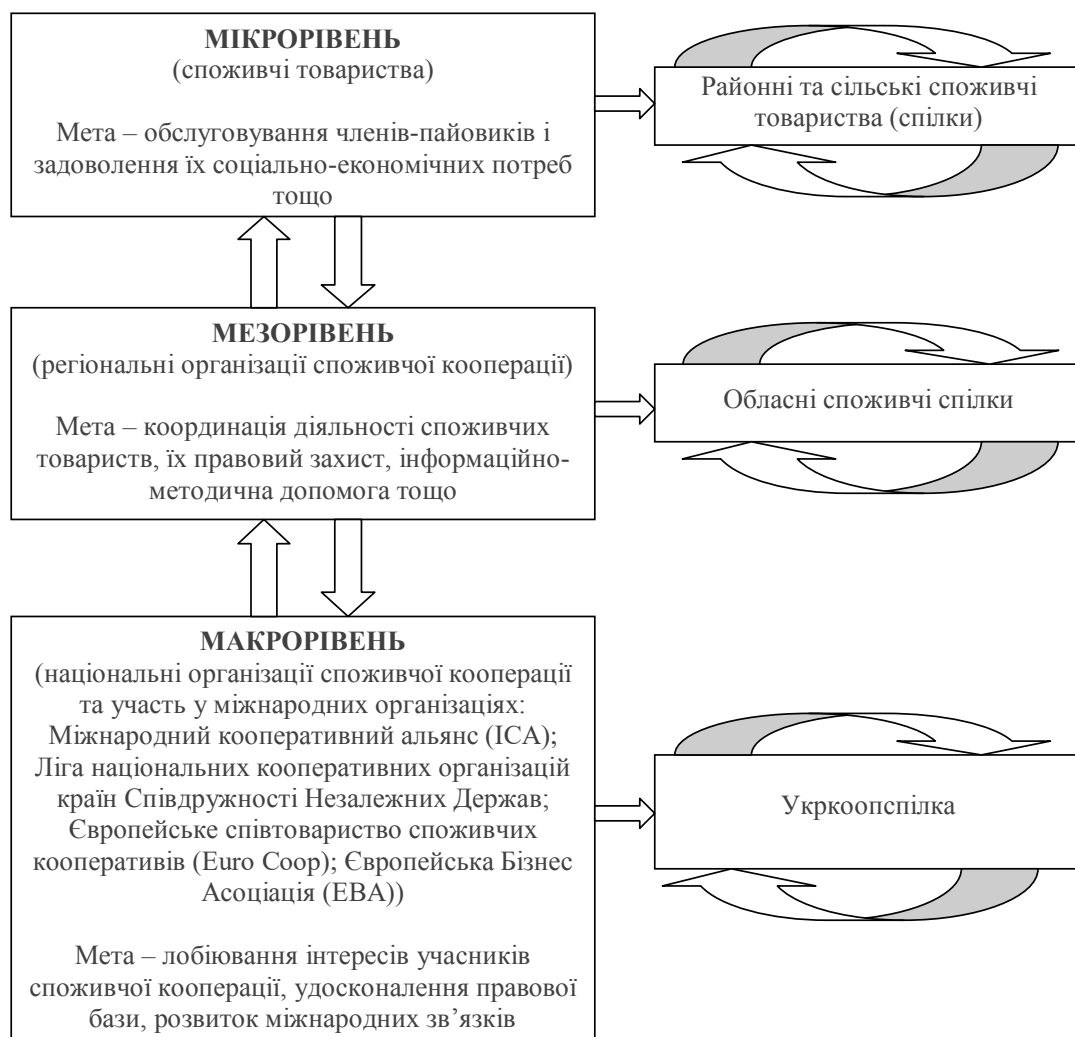 МІКРОРІВЕНЬ
(споживчі товариства)
Мета – обслуговування членів-пайовиків і
задоволення їх соціально-економічних потреб
тощо
Районні та сільські споживчі
товариства (спілки)
МЕЗОРІВЕНЬ
(регіональні організації споживчої кооперації)
Мета – координація діяльності споживчих
товариств, їх правовий захист, інформаційно-
методична допомога тощо
Обласні споживчі спілки
МАКРОРІВЕНЬ
(національні організації споживчої кооперації
та участь у міжнародних організаціях:
Міжнародний кооперативний альянс (ІСА);
Ліга національних кооперативних організацій
країн Співдружності Незалежних Держав;
Європейське співтовариство споживчих
кооперативів (Euro Coop); Європейська Бізнес
Асоціація (ЕВА))
Мета – лобіювання інтересів учасників
споживчої кооперації, удосконалення правової
бази, розвиток міжнародних зв’язків
Укркоопспілка